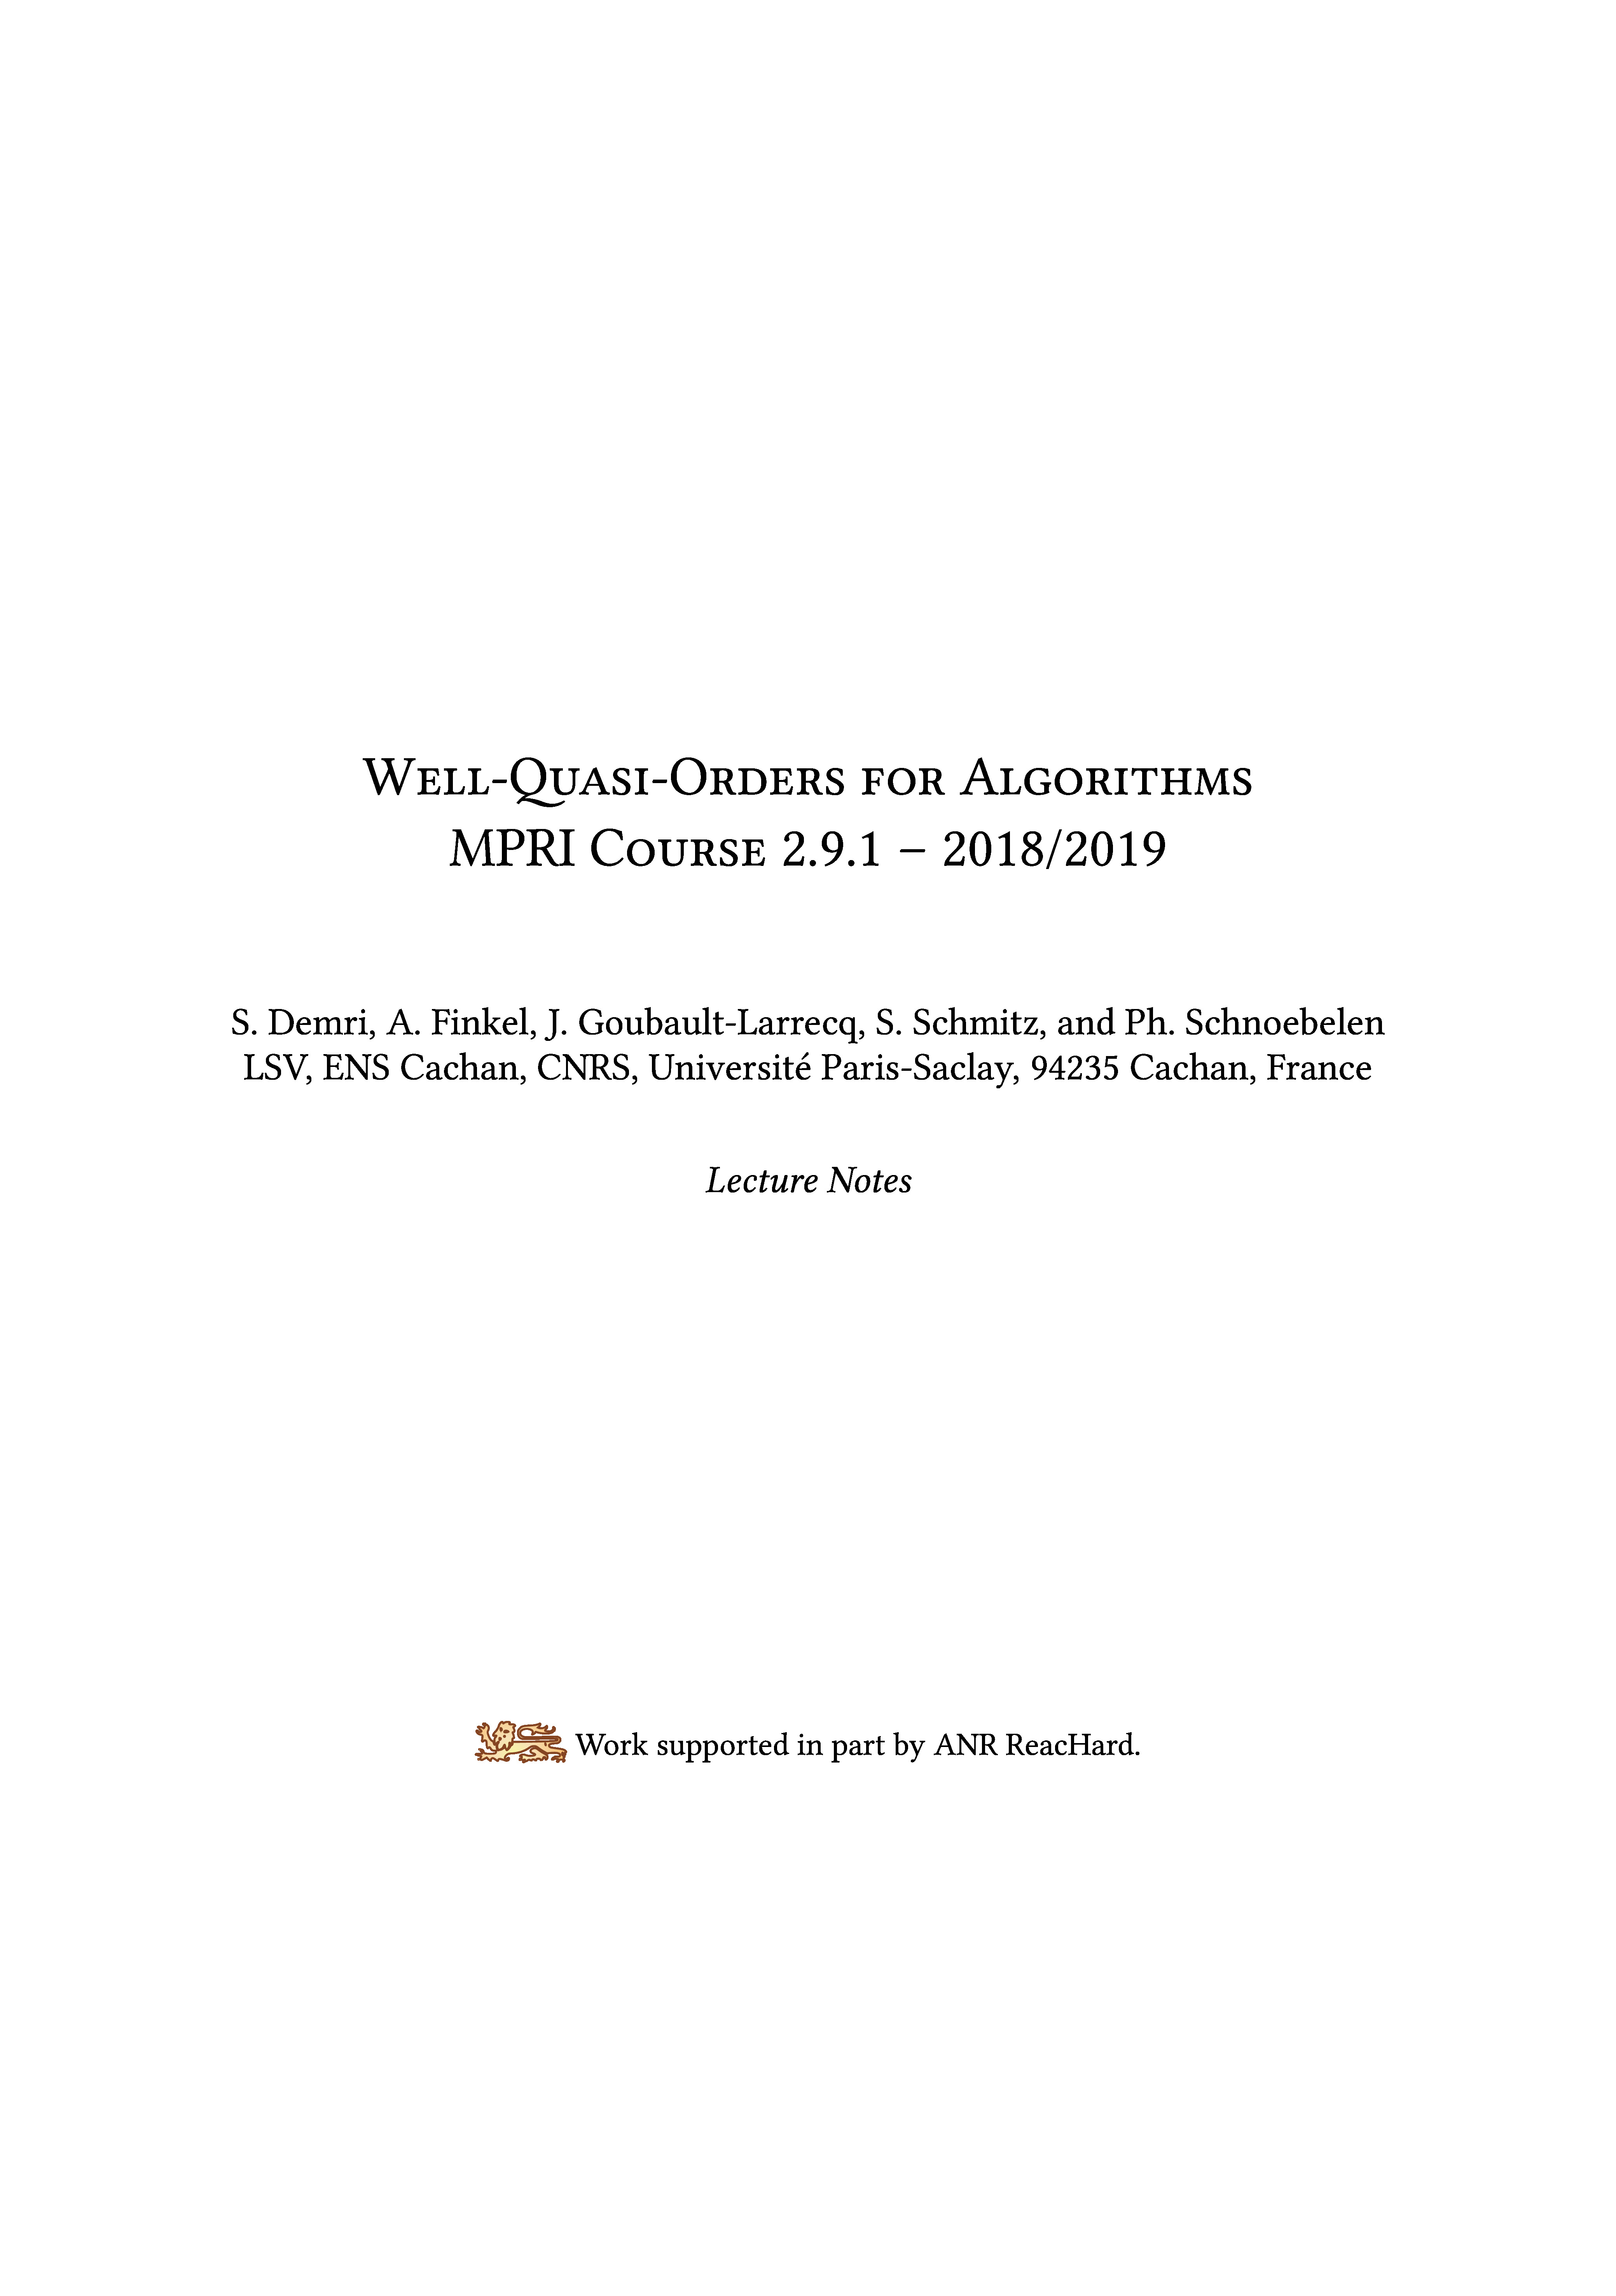 Well-Quasi-Orders for Algorithms
MPRI Course 2.9.1 – 2018/2019
S. Demri, A. Finkel, J. Goubault-Larrecq, S. Schmitz, and Ph. Schnoebelen
LSV, ENS Cachan, CNRS, Université Paris-Saclay, 94235 Cachan, France
Lecture Notes
Work supported in part by ANR ReacHard.